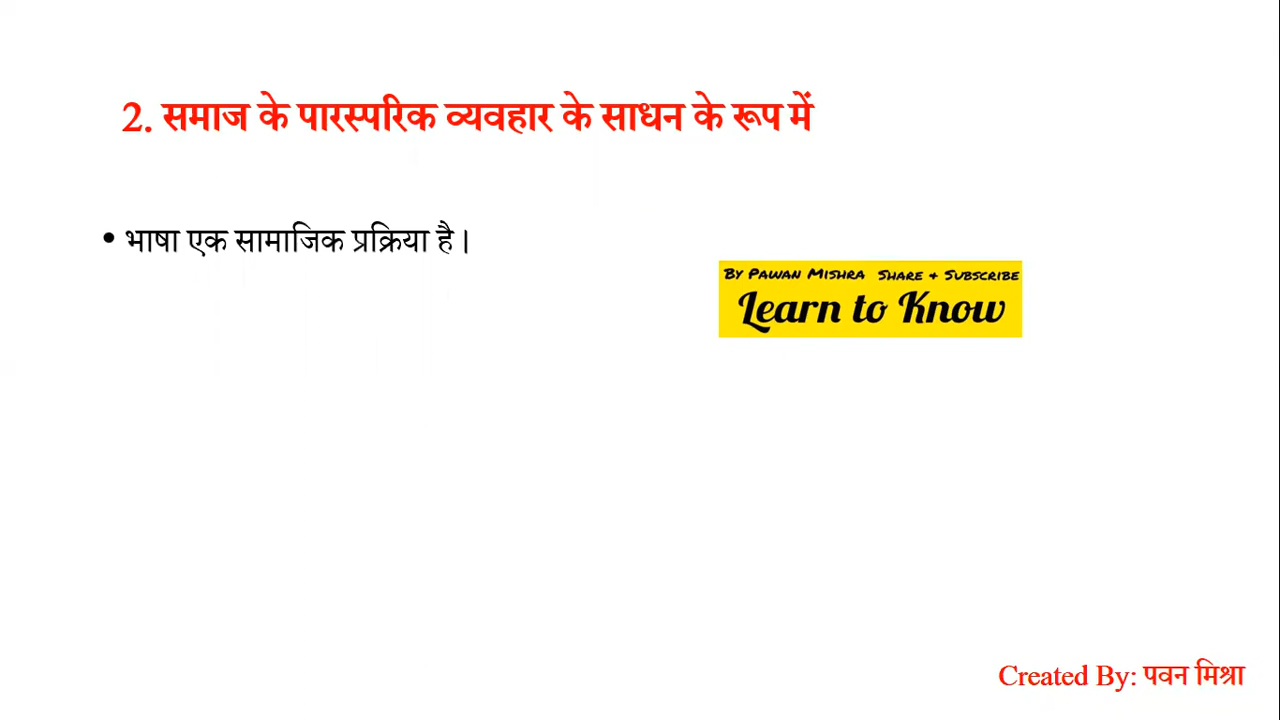 2. समाज के पारस्परिक व्यवहार के साधन के रूप में
• भाषा एक सामाजिक प्रक्रिया है।
By Pawan Mishra Share & Subscribe
Learn to Know
Created By: पवन मिश्रा